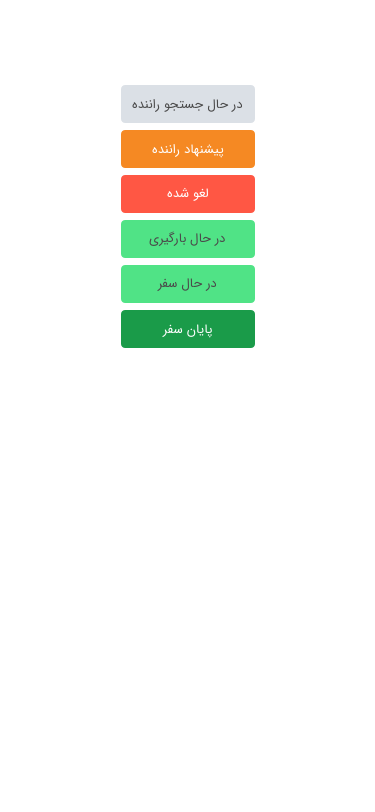 در حال جستجو راننده
پیشنهاد راننده
لغو شده
در حال بارگیری
در حال سفر
پایان سفر